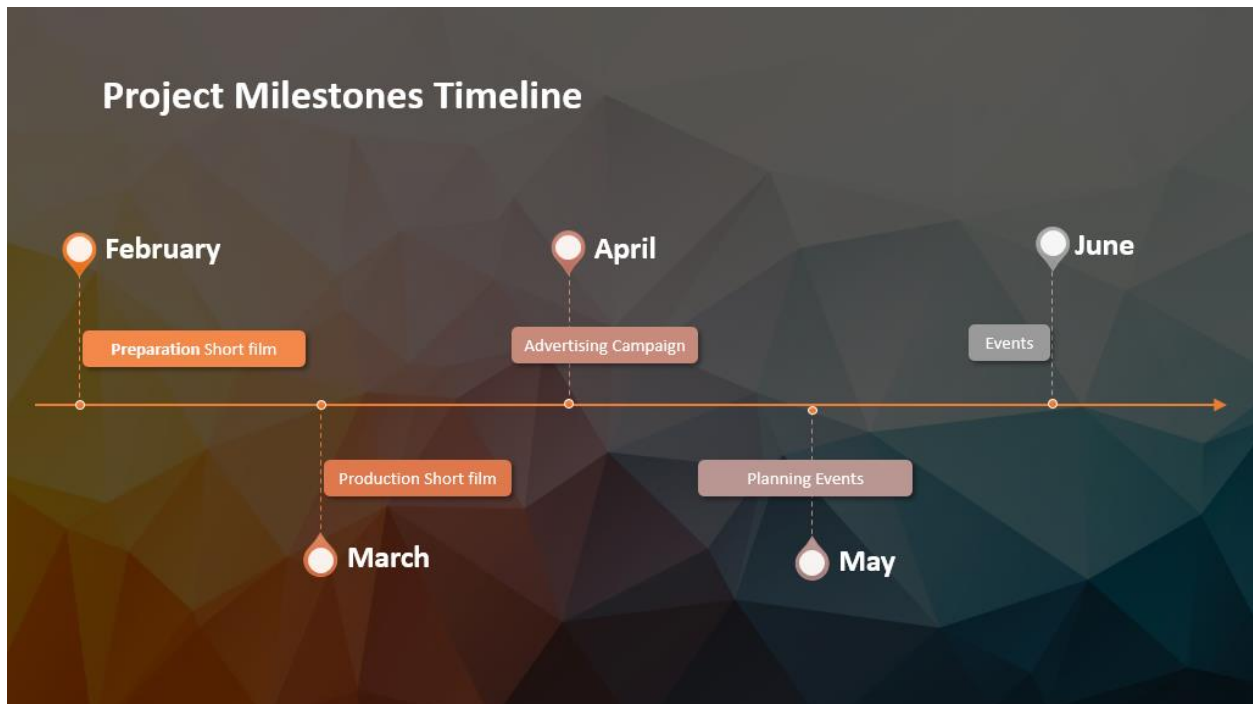 Project Milestones Timeline
February
April
June
Preparation Short film
Advertising Campaign
Events
Production Short film
Planning Events
March
May